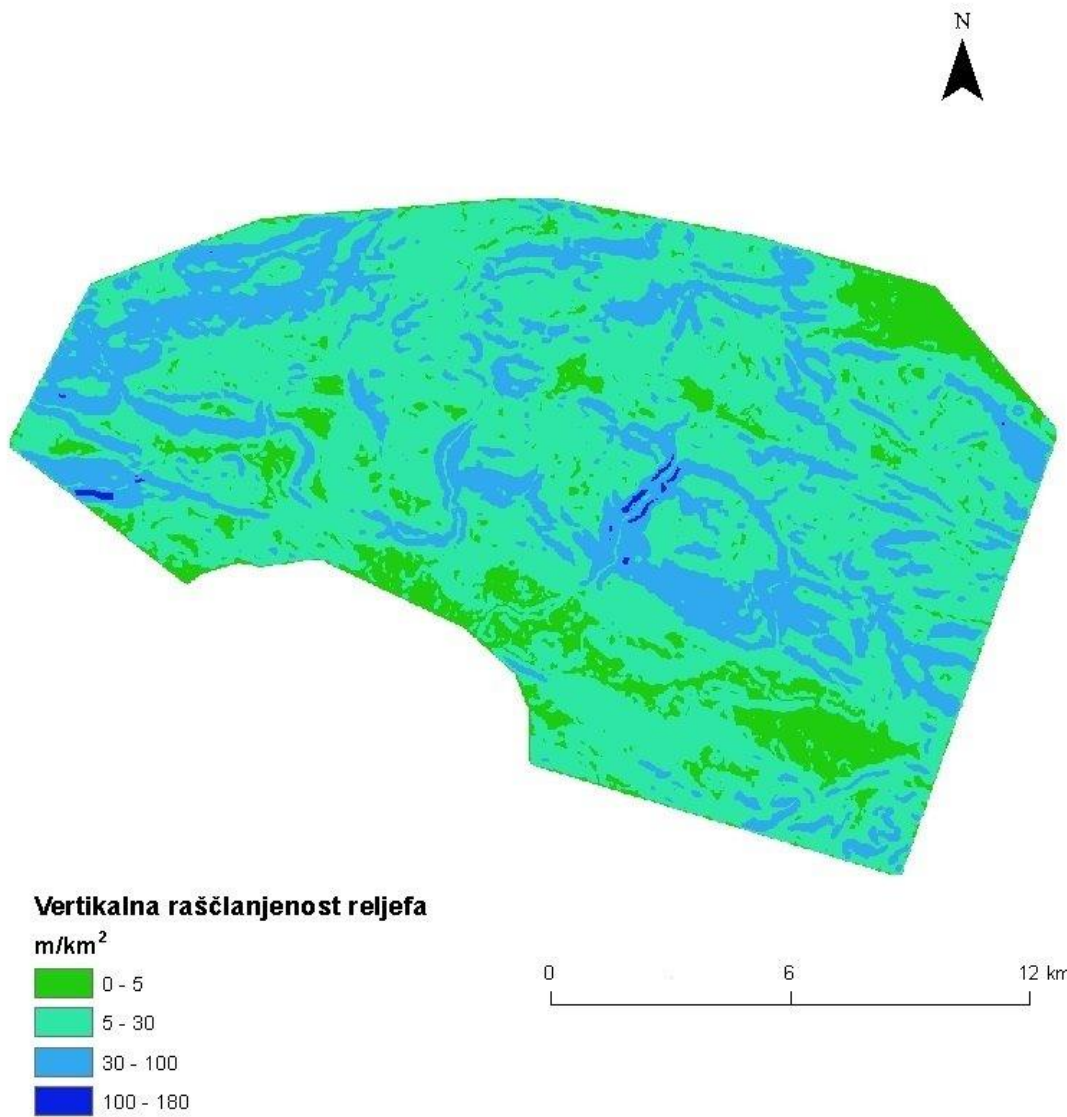 N
Vertikalna raščlanjenost reljefa
m/km²
0 - 5
5 - 30
30 - 100
100 - 180
0 6 12 km